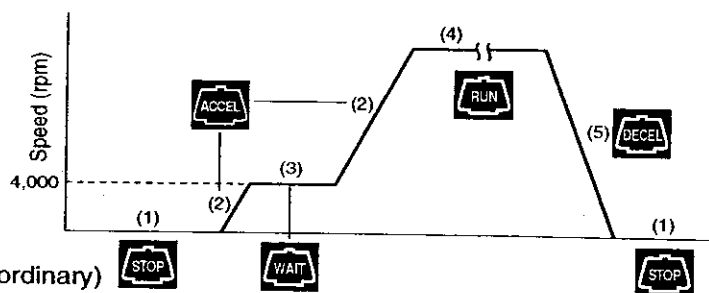 (4)
ACCEL
(2)
RUN
(5)
DECEL
Speed (rpm)
(3)
4,000
(1)
(2)
(1)
ordinary)
STOP
WAIT
STOP